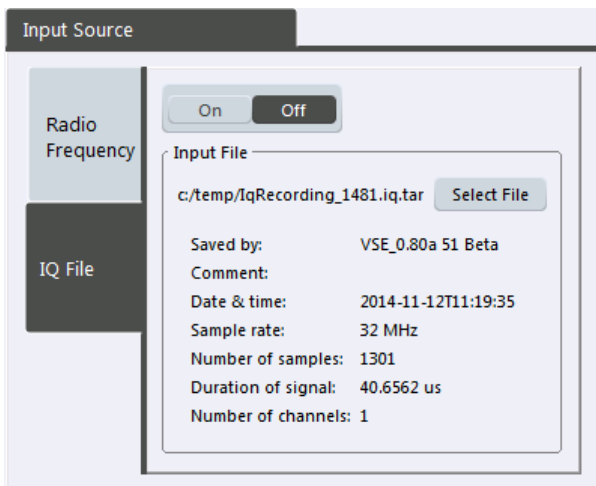 Input Source
Radio
Frequency
IQ File
On Off
Input File
c:/temp/IqRecording_1481.iq.tar Select File
Saved by: VSE_0.80a 51 Beta
Comment:
Date & time: 2014-11-12T11:19:35
Sample rate: 32 MHz
Number of samples: 1301
Duration of signal: 40.6562 us
Number of channels: 1